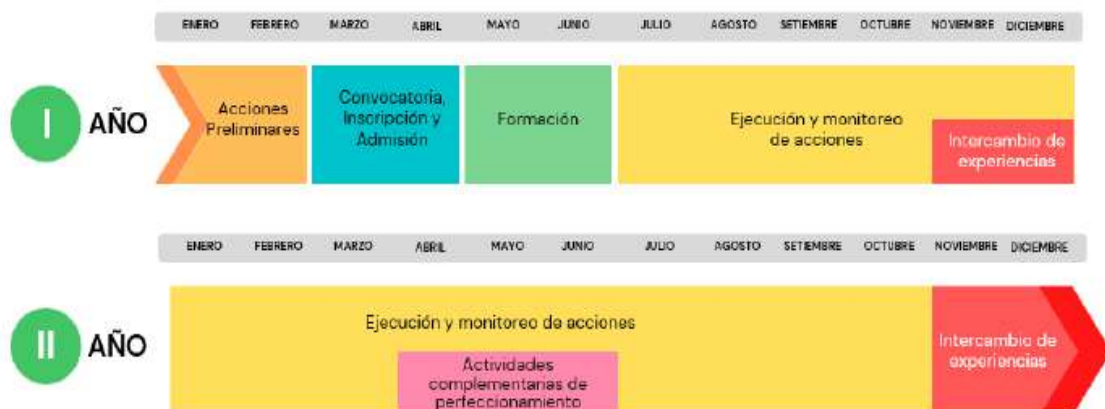 ENERO FEBRERO MARZO ABRIL MAYO JUNIO JULIO AGOSTO SETIEMBRE OCTUBRE NOVIEMBRE DICIEMBRE
I AÑO
Acciones
Preliminares
Convocatoria,
Inscripción y
Admisión
Formación
Ejecución y monitoreo
de acciones
Intercambio de
experiencias
ENERO FEBRERO MARZO ABRIL MAYO JUNIO JULIO AGOSTO SETIEMBRE OCTUBRE NOVIEMBRE DICIEMBRE
II AÑO
Ejecución y monitoreo de acciones
Actividades
complementarias de
perfeccionamiento
Intercambio de
experiencias